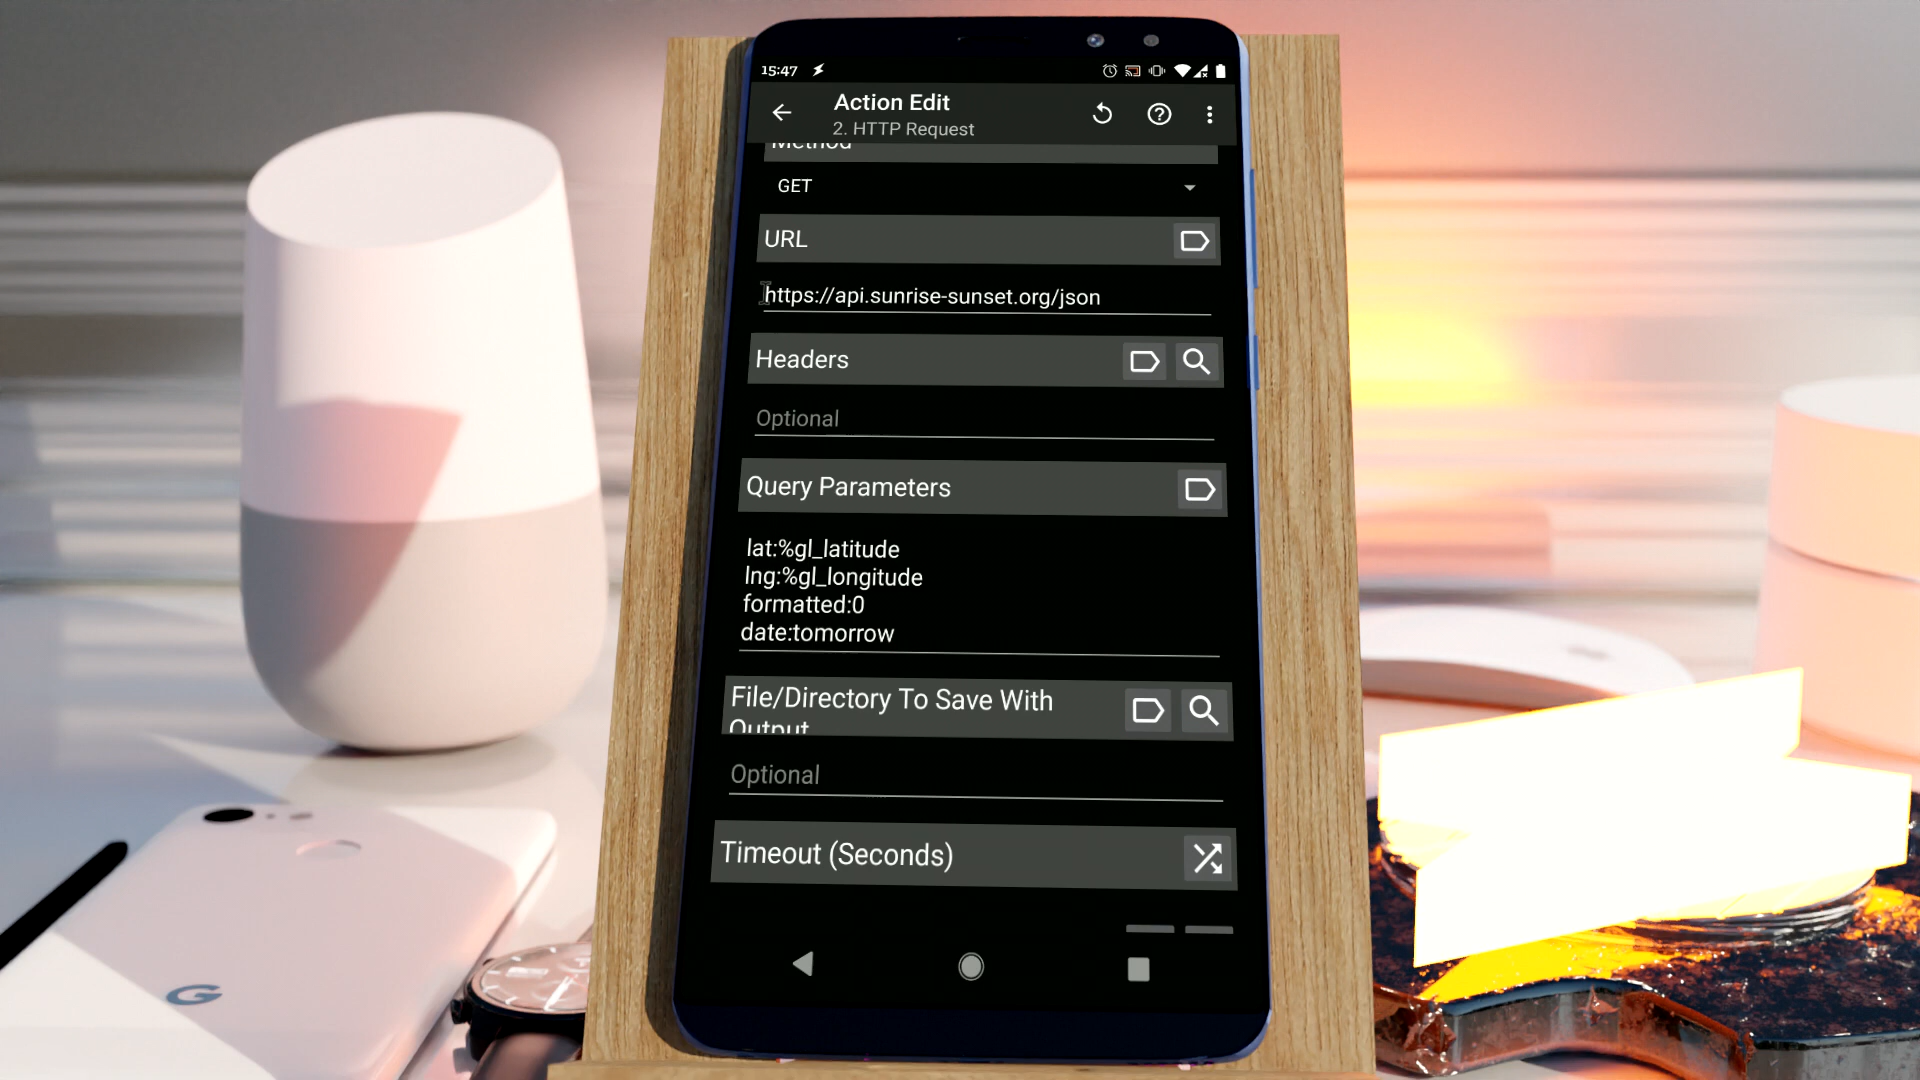 15:47
Action Edit
2. HTTP Request
Method
GET
URL
https://api.sunrise-sunset.org/json
Headers
Optional
Query Parameters
lat:%gl_latitude
lng:%gl_longitude
formatted:0
date:tomorrow
File/Directory To Save With
Output
Optional
Timeout (Seconds)
G